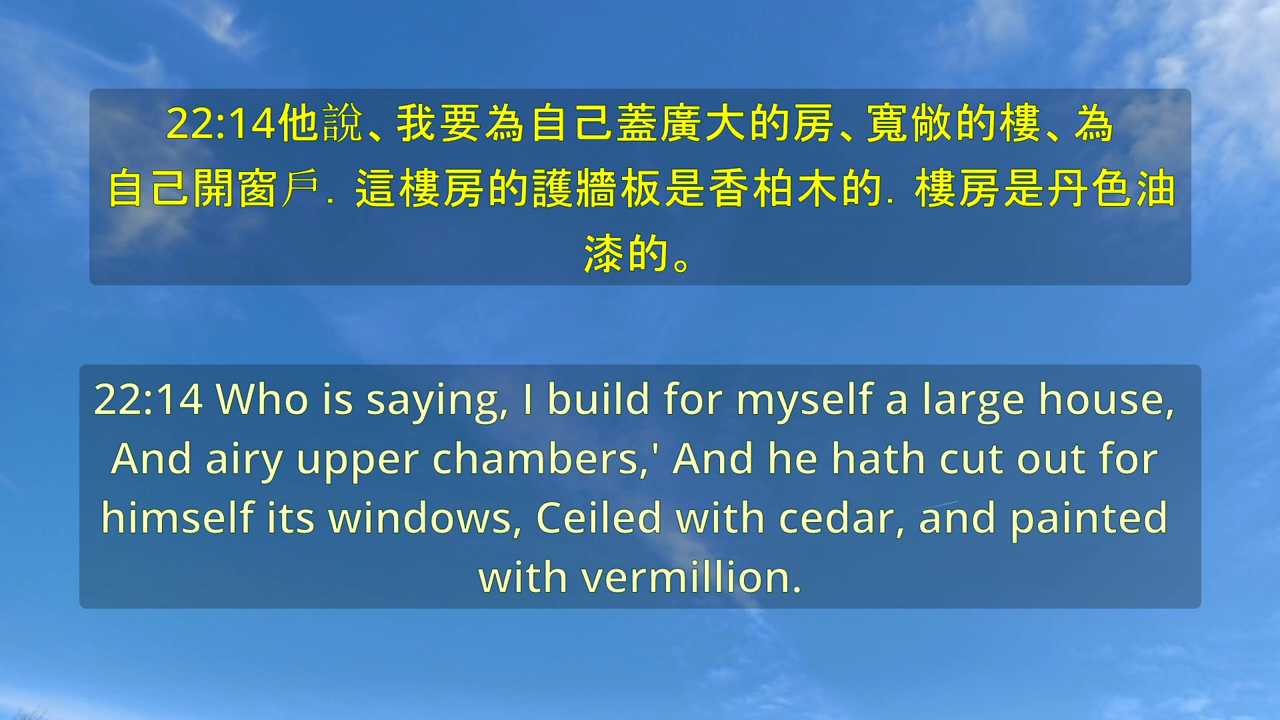 22:14他說、我要為自己蓋廣大的房、寬敞的樓、為
自己開窗戶．這樓房的護牆板是香柏木的．樓房是丹色油
漆的。
22:14 Who is saying, I build for myself a large house,
And airy upper chambers,' And he hath cut out for
himself its windows, Ceiled with cedar, and painted
with vermillion.